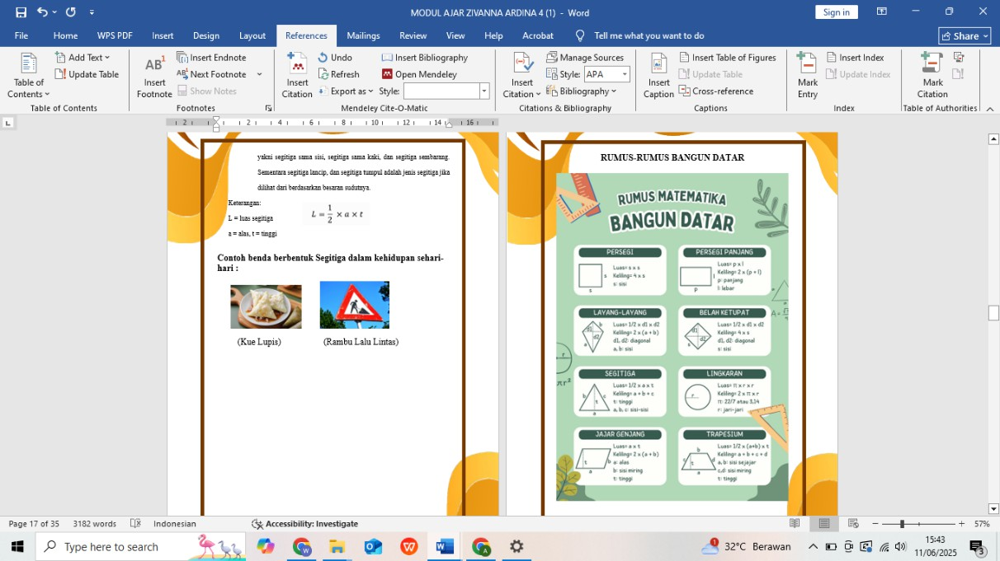 MODUL AJAR ZIVANNA ARDINA 4 (1) - Word
Sign in
File Home WPS PDF Insert Design Layout References Mailings Review View Help Acrobat Tell me what you want to do Share
Table of Contents
Add Text
Update Table
Table of Contents
AB1 Insert Footnote
Insert Endnote
Next Footnote
Show Notes
Footnotes
Insert Citation
Undo
Refresh
Export as
Insert Bibliography
Open Mendeley
Style:
Mendeley Cite-O-Matic
Insert Citation
Manage Sources
Style: APA
Bibliography
Citations & Bibliography
Insert Caption
Insert Table of Figures
Update Table
Cross-reference
Captions
Mark Entry
Insert Index
Update Index
Index
Mark Citation
Table of Authorities
2 2 4 6 8 10 12 14 16
yakni segitiga sama sisi, segitiga sama kaki, dan segitiga sembarang.
Sementara segitiga lancip, dan segitiga tumpul adalah jenis segitiga jika
dilihat dari berdasarkan besaran sudutnya.
Keterangan:
L = luas segitiga
a = alas, t = tinggi
L = 1/2 × a × t
Contoh benda berbentuk Segitiga dalam kehidupan sehari-
hari :
(Kue Lupis) (Rambu Lalu Lintas)
RUMUS-RUMUS BANGUN DATAR
RUMUS MATEMATIKA
BANGUN DATAR
PERSEGI
s
s
Luas= s x s
Keliling= 4 x s
s: sisi
PERSEGI PANJANG
l
p
Luas= p x l
Keliling= 2 x (p + l)
p: panjang
l: lebar
LAYANG-LAYANG
d1
d2
b
a
Luas= 1/2 x d1 x d2
Keliling= 2 x (a + b)
d1, d2: diagonal
a, b: sisi
BELAH KETUPAT
d1
d2
s
Luas= 1/2 x d1 x d2
Keliling= 4 x s
d1, d2: diagonal
s: sisi
SEGITIGA
b
t
c
a
Luas= 1/2 x a x t
Keliling= a + b + c
t: tinggi
a, b, c: sisi-sisi
LINGKARAN
r
Luas= π x r x r
Keliling= 2 x π x r
π: 22/7 atau 3,14
r: jari-jari
JAJAR GENJANG
t
b
a
Luas= a x t
Keliling= 2 x (a + b)
a: alas
b: sisi miring
t: tinggi
TRAPESIUM
b
c
t
d
a
Luas= 1/2 x (a+b) x t
Keliling= a + b + c + d
a, b: sisi sejajar
c,d: sisi miring
t: tinggi
r
πr²
Page 17 of 35 3182 words Indonesian Accessibility: Investigate 57%
Type here to search
32°C Berawan
15:43
11/06/2025